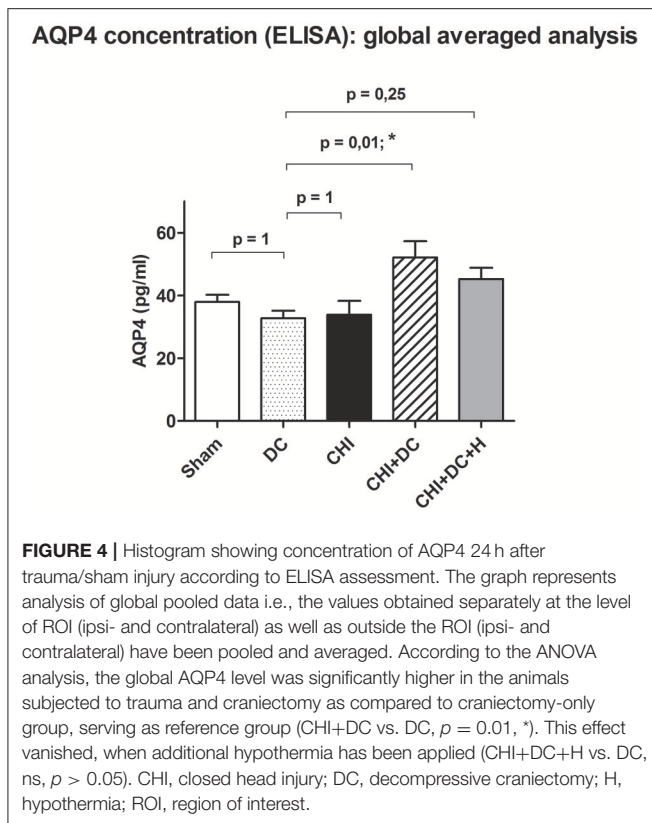 AQP4 concentration (ELISA): global averaged analysis
p = 0,25
p = 0,01; *
p = 1
p = 1
AQP4 (pg/ml)
60
40
20
0
Sham
DC
CHI
CHI+DC
CHI+DC+H
FIGURE 4 | Histogram showing concentration of AQP4 24 h after
trauma/sham injury according to ELISA assessment. The graph represents
analysis of global pooled data i.e., the values obtained separately at the level
of ROI (ipsi- and contralateral) as well as outside the ROI (ipsi- and
contralateral) have been pooled and averaged. According to the ANOVA
analysis, the global AQP4 level was significantly higher in the animals
subjected to trauma and craniectomy as compared to craniectomy-only
group, serving as reference group (CHI+DC vs. DC, p = 0.01, *). This effect
vanished, when additional hypothermia has been applied (CHI+DC+H vs. DC,
ns, p > 0.05). CHI, closed head injury; DC, decompressive craniectomy; H,
hypothermia; ROI, region of interest.